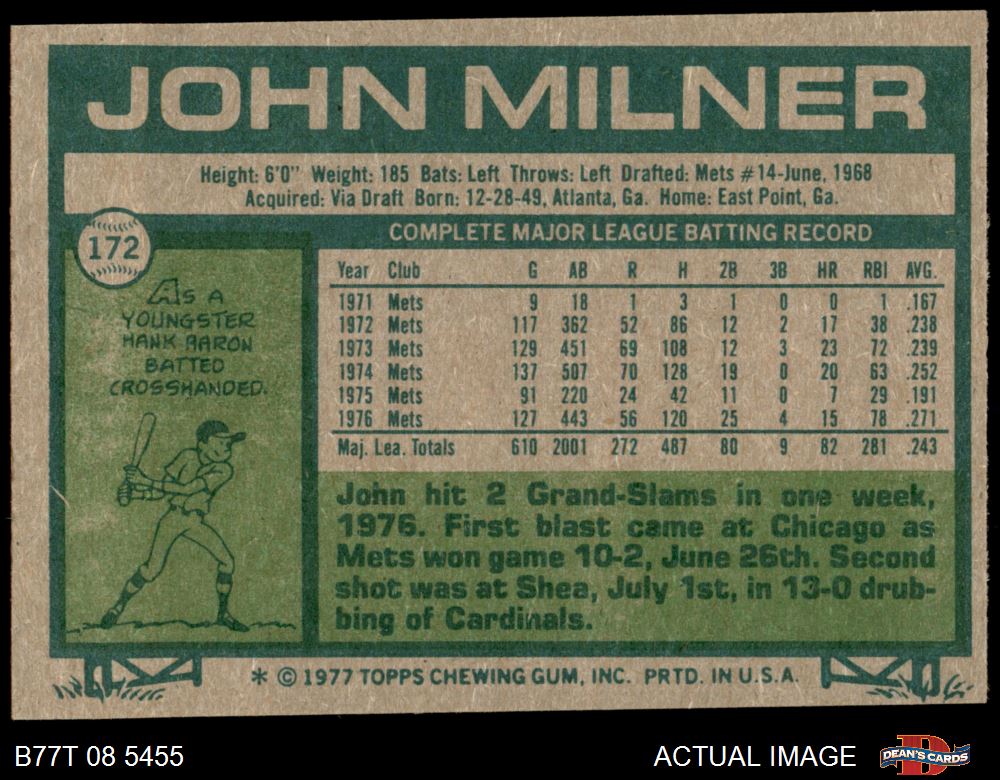 JOHN MILNER
Height: 6'0" Weight: 185 Bats: Left Throws: Left Drafted: Mets #14-June, 1968
Acquired: Via Draft Born: 12-28-49, Atlanta, Ga. Home: East Point, Ga.
172
AS A
YOUNGSTER
HANK AARON
BATTED
CROSSHANDED.
COMPLETE MAJOR LEAGUE BATTING RECORD
Year Club G AB R H 2B 3B HR RBI AVG.
1971 Mets 9 18 1 3 1 0 0 1 .167
1972 Mets 117 362 52 86 12 2 17 38 .238
1973 Mets 129 451 69 108 12 3 23 72 .239
1974 Mets 137 507 70 128 19 0 20 63 .252
1975 Mets 91 220 24 42 11 0 7 29 .191
1976 Mets 127 443 56 120 25 4 15 78 .271
Maj. Lea. Totals 610 2001 272 487 80 9 82 281 .243
John hit 2 Grand-Slams in one week,
1976. First blast came at Chicago as
Mets won game 10-2, June 26th. Second
shot was at Shea, July 1st, in 13-0 drub-
bing of Cardinals.
* © 1977 TOPPS CHEWING GUM, INC. PRTD. IN U.S.A.
B77T 08 5455
ACTUAL IMAGE
DEAN'S CARDS